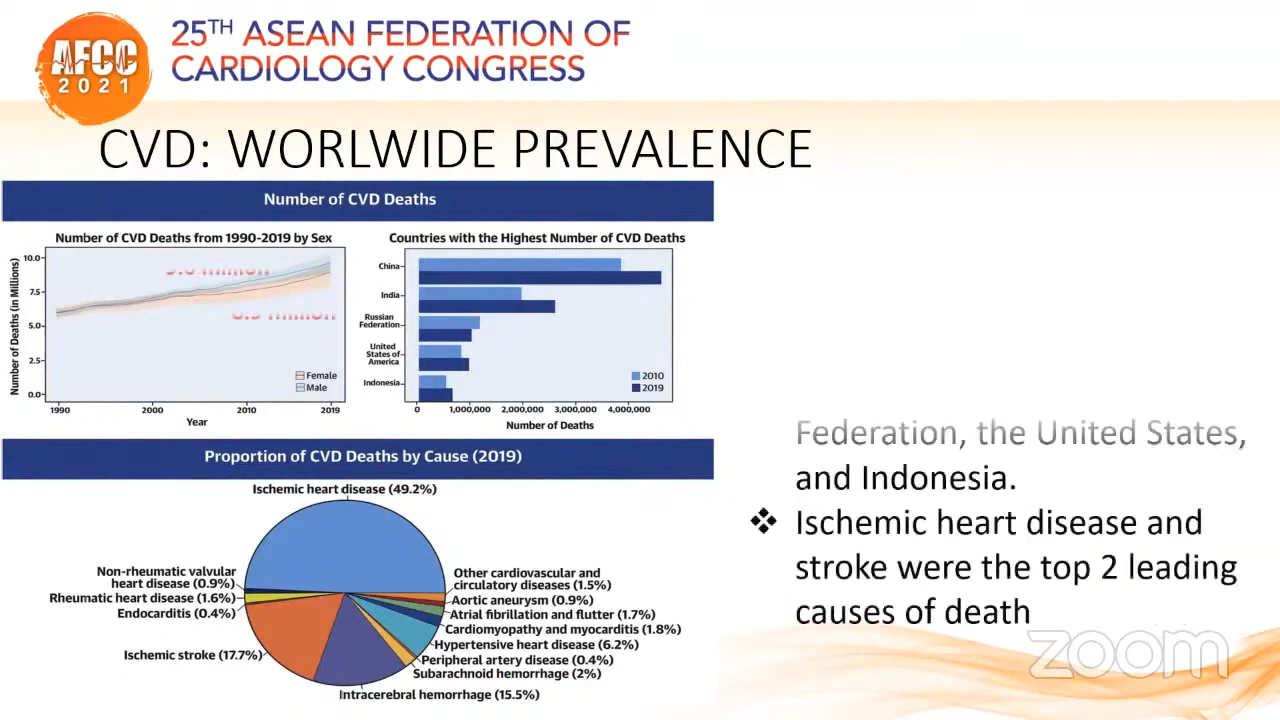 AFCC
2021
25TH ASEAN FEDERATION OF
CARDIOLOGY CONGRESS
CVD: WORLWIDE PREVALENCE
Number of CVD Deaths
Number of CVD Deaths from 1990-2019 by Sex
Number of Deaths (in Millions)
10.0
7.5
5.0
2.5
0.0
million
million
Female
Male
1990
2000
2010
2019
Year
Countries with the Highest Number of CVD Deaths
China
India
Russian
Federation
United
States of
America
Indonesia
2010
2019
0
1,000,000
2,000,000
3,000,000
4,000,000
Number of Deaths
Proportion of CVD Deaths by Cause (2019)
Ischemic heart disease (49.2%)
Non-rheumatic valvular
heart disease (0.9%)
Rheumatic heart disease (1.6%)
Endocarditis (0.4%)
Ischemic stroke (17.7%)
Intracerebral hemorrhage (15.5%)
Other cardiovascular and
circulatory diseases (1.5%)
Aortic aneurysm (0.9%)
Atrial fibrillation and flutter (1.7%)
Cardiomyopathy and myocarditis (1.8%)
Hypertensive heart disease (6.2%)
Peripheral artery disease (0.4%)
Subarachnoid hemorrhage (2%)
Federation, the United States,
and Indonesia.
❖ Ischemic heart disease and
stroke were the top 2 leading
causes of death
zoom